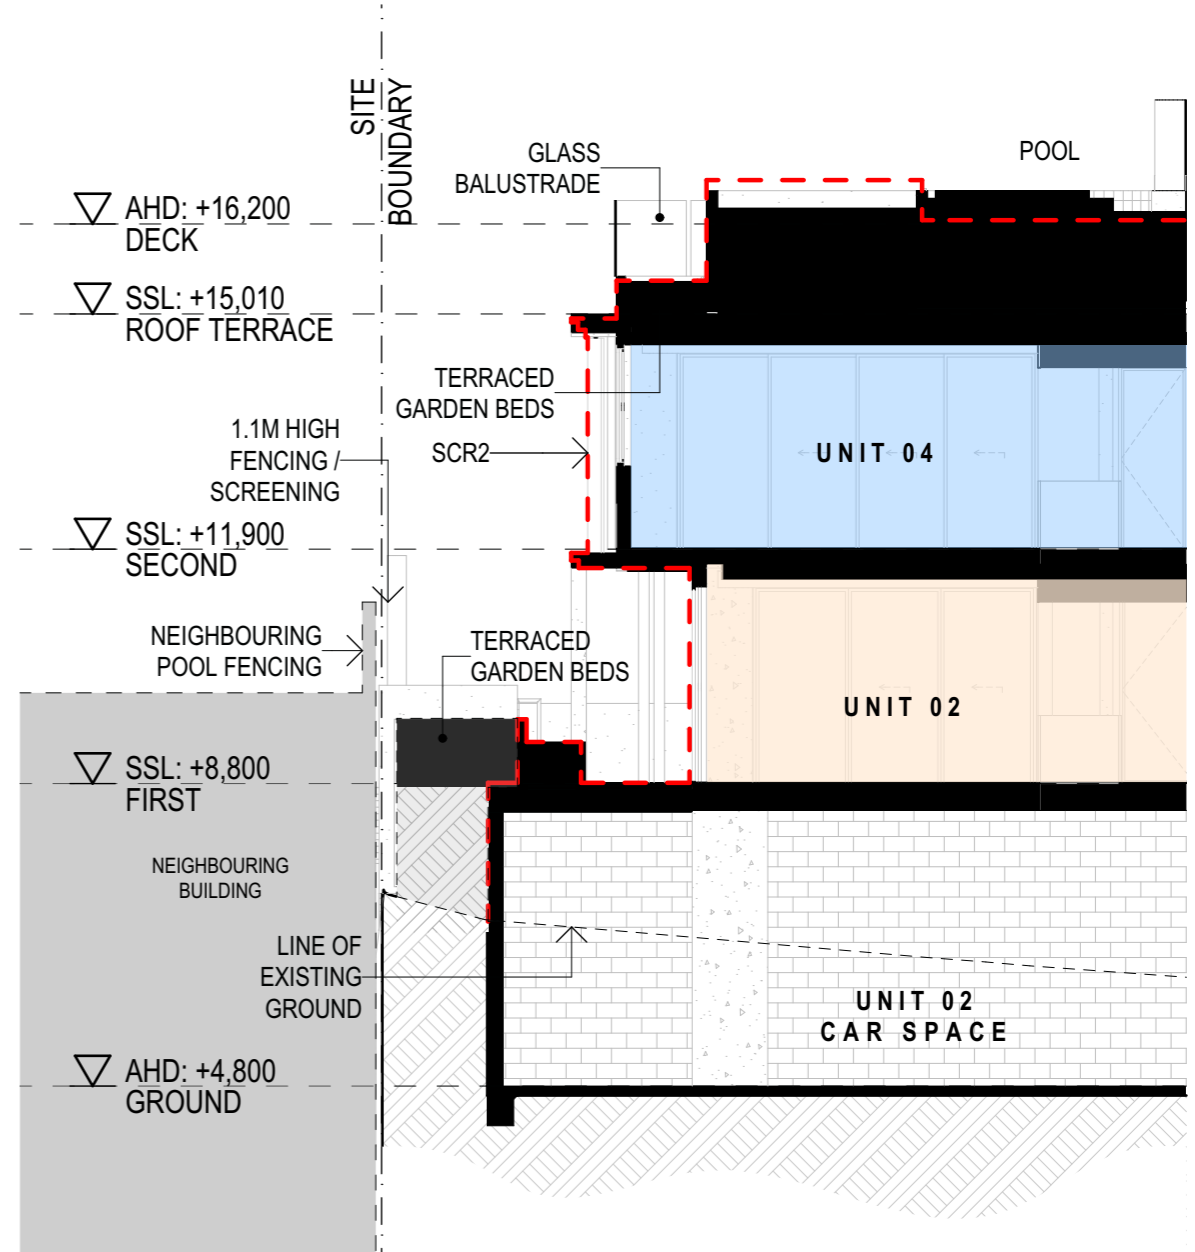 SITE
BOUNDARY
GLASS
BALUSTRADE
POOL
AHD: +16,200
DECK
SSL: +15,010
ROOF TERRACE
TERRACED
GARDEN BEDS
1.1M HIGH
FENCING /
SCREENING
SCR2
UNIT 04
SSL: +11,900
SECOND
NEIGHBOURING
POOL FENCING
TERRACED
GARDEN BEDS
UNIT 02
SSL: +8,800
FIRST
NEIGHBOURING
BUILDING
LINE OF
EXISTING
GROUND
UNIT 02
CAR SPACE
AHD: +4,800
GROUND